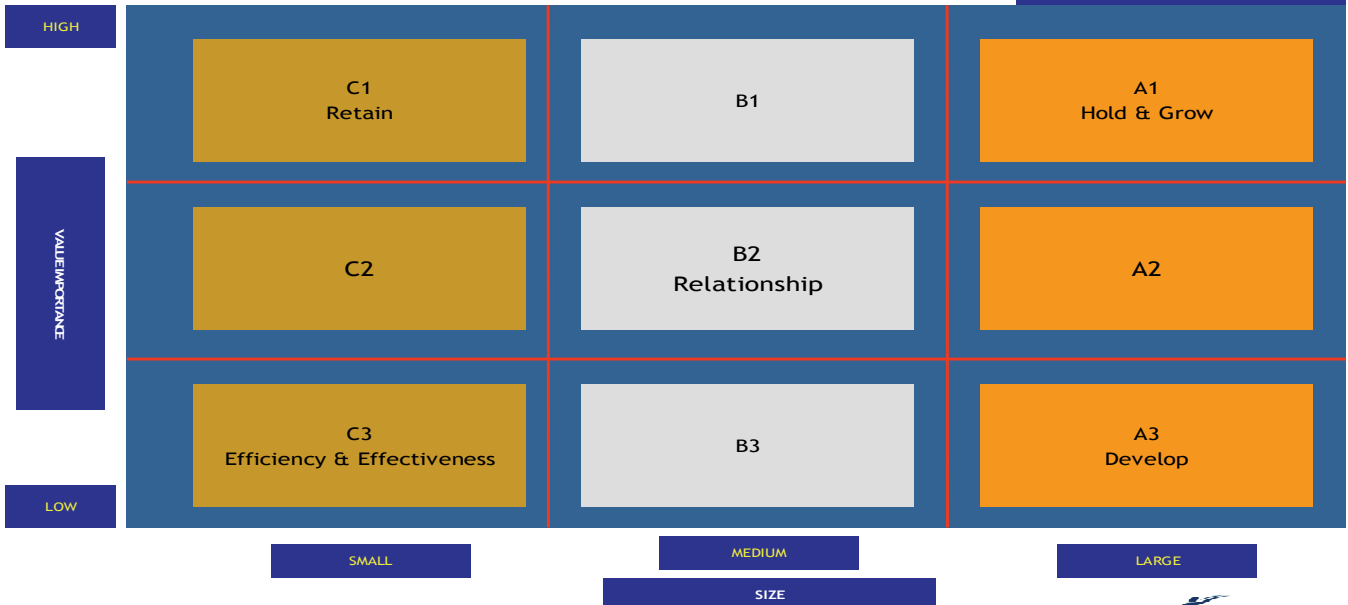 HIGH
C1
Retain
B1
A1
Hold & Grow
VALUE IMPORTANCE
C2
B2
Relationship
A2
C3
Efficiency & Effectiveness
B3
A3
Develop
LOW
SMALL
MEDIUM
LARGE
SIZE